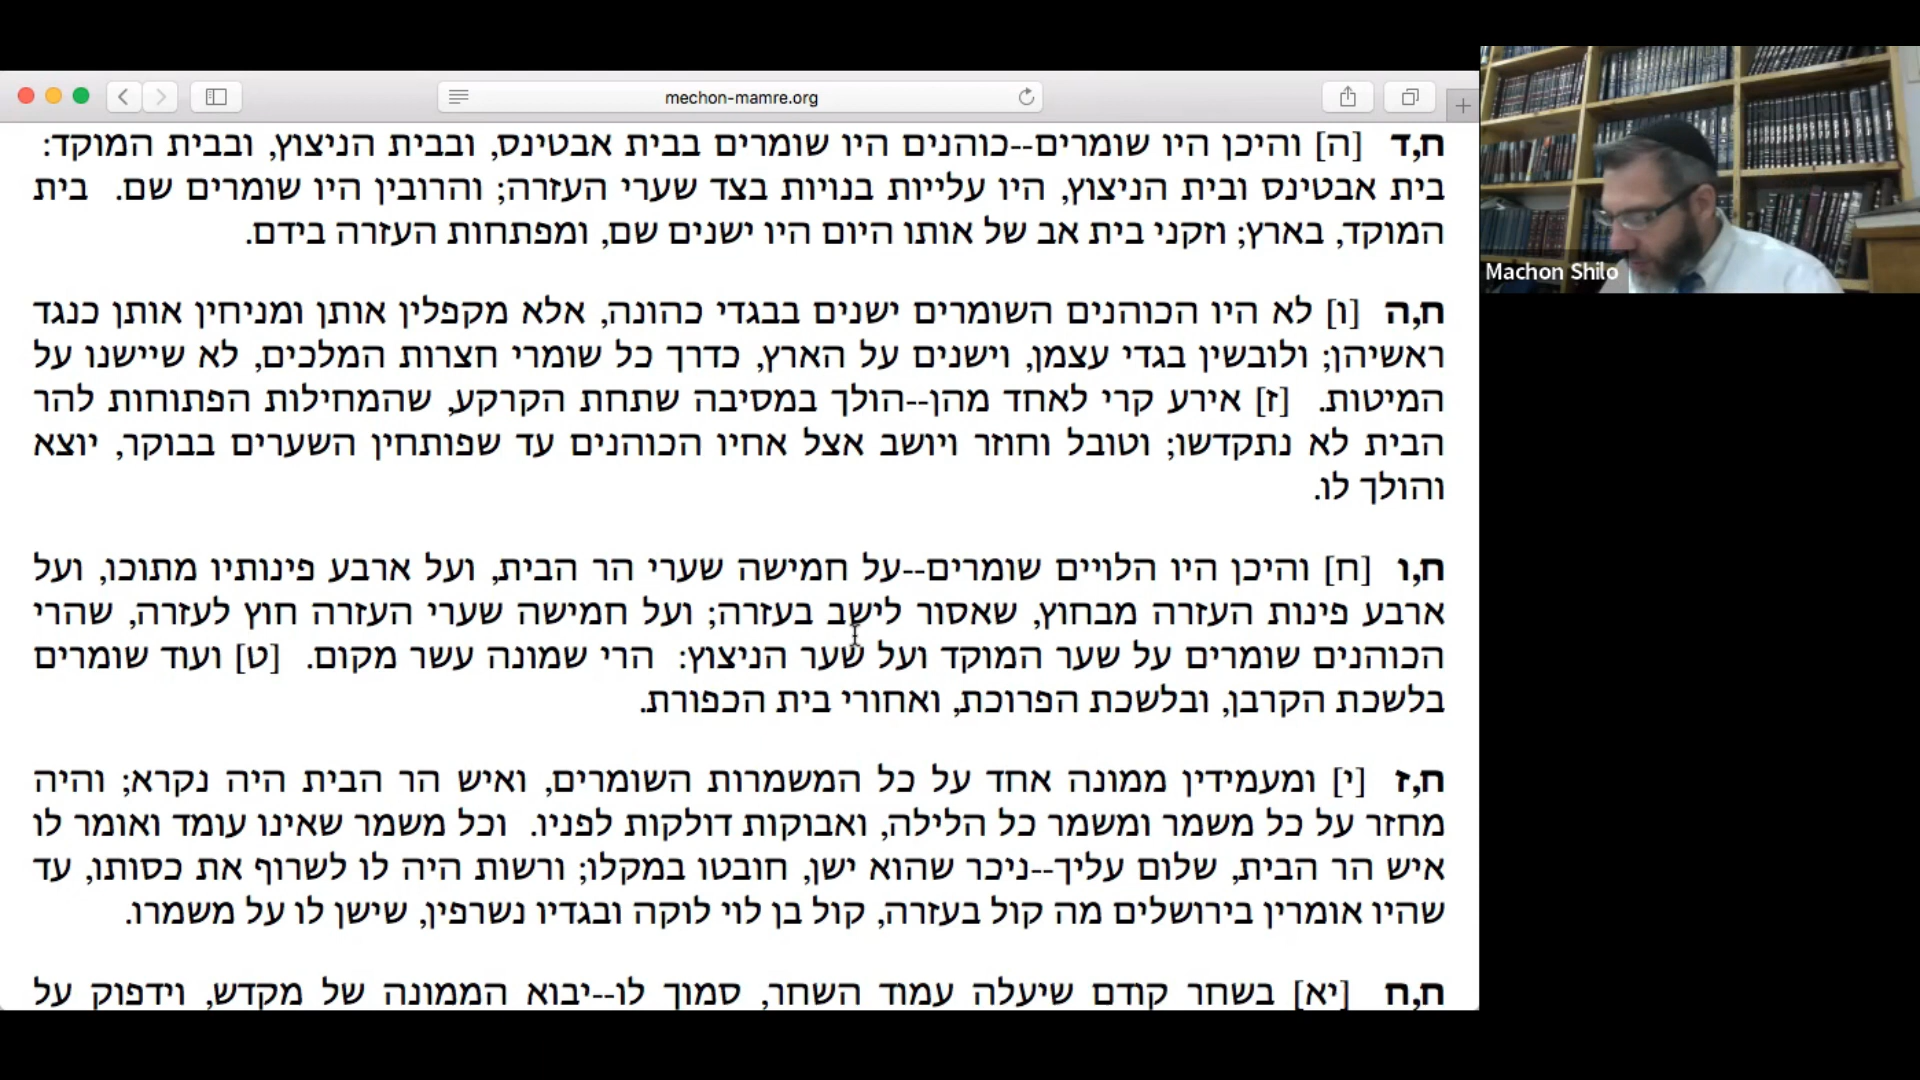 mechon-mamre.org
ח,ד [ה] והיכן היו שומרים--כוהנים היו שומרים בבית אבטינס, ובבית הניצוץ, ובבית המוקד:
בית אבטינס ובית הניצוץ, היו עלייות בנויות בצד שערי העזרה; והרובין היו שומרים שם. בית
המוקד, בארץ; וזקני בית אב של אותו היום היו ישנים שם, ומפתחות העזרה בידם.
ח,ה [ו] לא היו הכוהנים השומרים ישנים בבגדי כהונה, אלא מקפלין אותן ומניחין אותן כנגד
ראשיהן; ולובשין בגדי עצמן, וישנים על הארץ, כדרך כל שומרי חצרות המלכים, לא שיישנו על
המיטות. [ז] אירע קרי לאחד מהן--הולך במסיבה שתחת הקרקע, שהמחילות הפתוחות להר
הבית לא נתקדשו; וטובל וחוזר ויושב אצל אחיו הכוהנים עד שפותחין השערים בבוקר, יוצא
והולך לו.
ח,ו [ח] והיכן היו הלויים שומרים--על חמישה שערי הר הבית, ועל ארבע פינותיו מתוכו, ועל
ארבע פינות העזרה מבחוץ, שאסור לישב בעזרה; ועל חמישה שערי העזרה חוץ לעזרה, שהרי
הכוהנים שומרים על שער המוקד ועל שער הניצוץ: הרי שמונה עשר מקום. [ט] ועוד שומרים
בלשכת הקרבן, ובלשכת הפרוכת, ואחורי בית הכפורת.
ח,ז [י] ומעמידין ממונה אחד על כל המשמרות השומרים, ואיש הר הבית היה נקרא; והיה
מחזר על כל משמר ומשמר כל הלילה, ואבוקות דולקות לפניו. וכל משמר שאינו עומד ואומר לו
איש הר הבית, שלום עליך--ניכר שהוא ישן, חובטו במקלו; ורשות היה לו לשרוף את כסותו, עד
שהיו אומרין בירושלים מה קול בעזרה, קול בן לוי לוקה ובגדיו נשרפין, שישן לו על משמרו.
ח,ח [יא] בשחר קודם שיעלה עמוד השחר, סמוך לו--יבוא הממונה של מקדש, וידפוק על
Machon Shilo